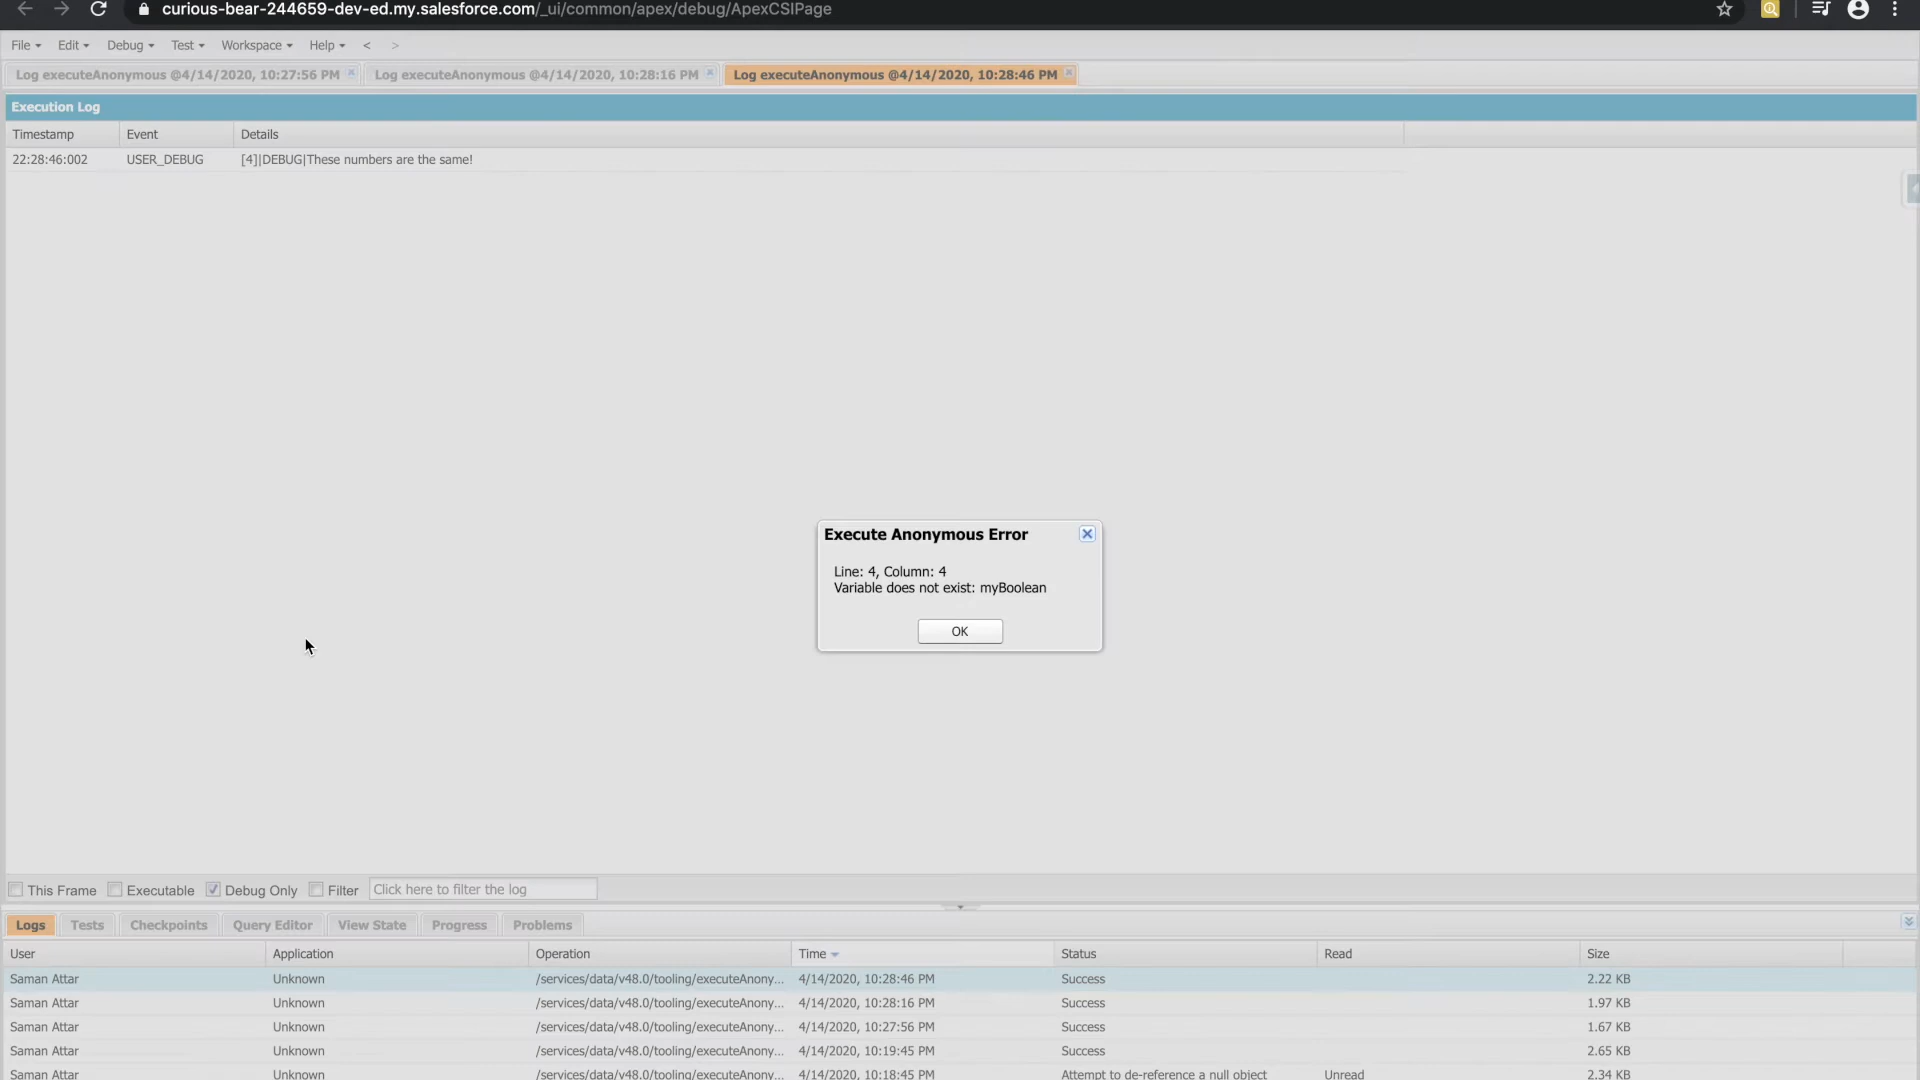 curious-bear-244659-dev-ed.my.salesforce.com/_ui/common/apex/debug/ApexCSIPage
File Edit Debug Test Workspace Help < >
Log executeAnonymous @4/14/2020, 10:27:56 PM Log executeAnonymous @4/14/2020, 10:28:16 PM Log executeAnonymous @4/14/2020, 10:28:46 PM
Execution Log
Timestamp Event Details
22:28:46:002 USER_DEBUG [4]|DEBUG|These numbers are the same!
Execute Anonymous Error
Line: 4, Column: 4
Variable does not exist: myBoolean
OK
This Frame Executable Debug Only Filter Click here to filter the log
Logs Tests Checkpoints Query Editor View State Progress Problems
User Application Operation Time Status Read Size
Saman Attar Unknown /services/data/v48.0/tooling/executeAnony... 4/14/2020, 10:28:46 PM Success 2.22 KB
Saman Attar Unknown /services/data/v48.0/tooling/executeAnony... 4/14/2020, 10:28:16 PM Success 1.97 KB
Saman Attar Unknown /services/data/v48.0/tooling/executeAnony... 4/14/2020, 10:27:56 PM Success 1.67 KB
Saman Attar Unknown /services/data/v48.0/tooling/executeAnony... 4/14/2020, 10:19:45 PM Success 2.65 KB
Saman Attar Unknown /services/data/v48.0/tooling/executeAnony... 4/14/2020, 10:18:45 PM Attempt to de-reference a null object Unread 2.34 KB